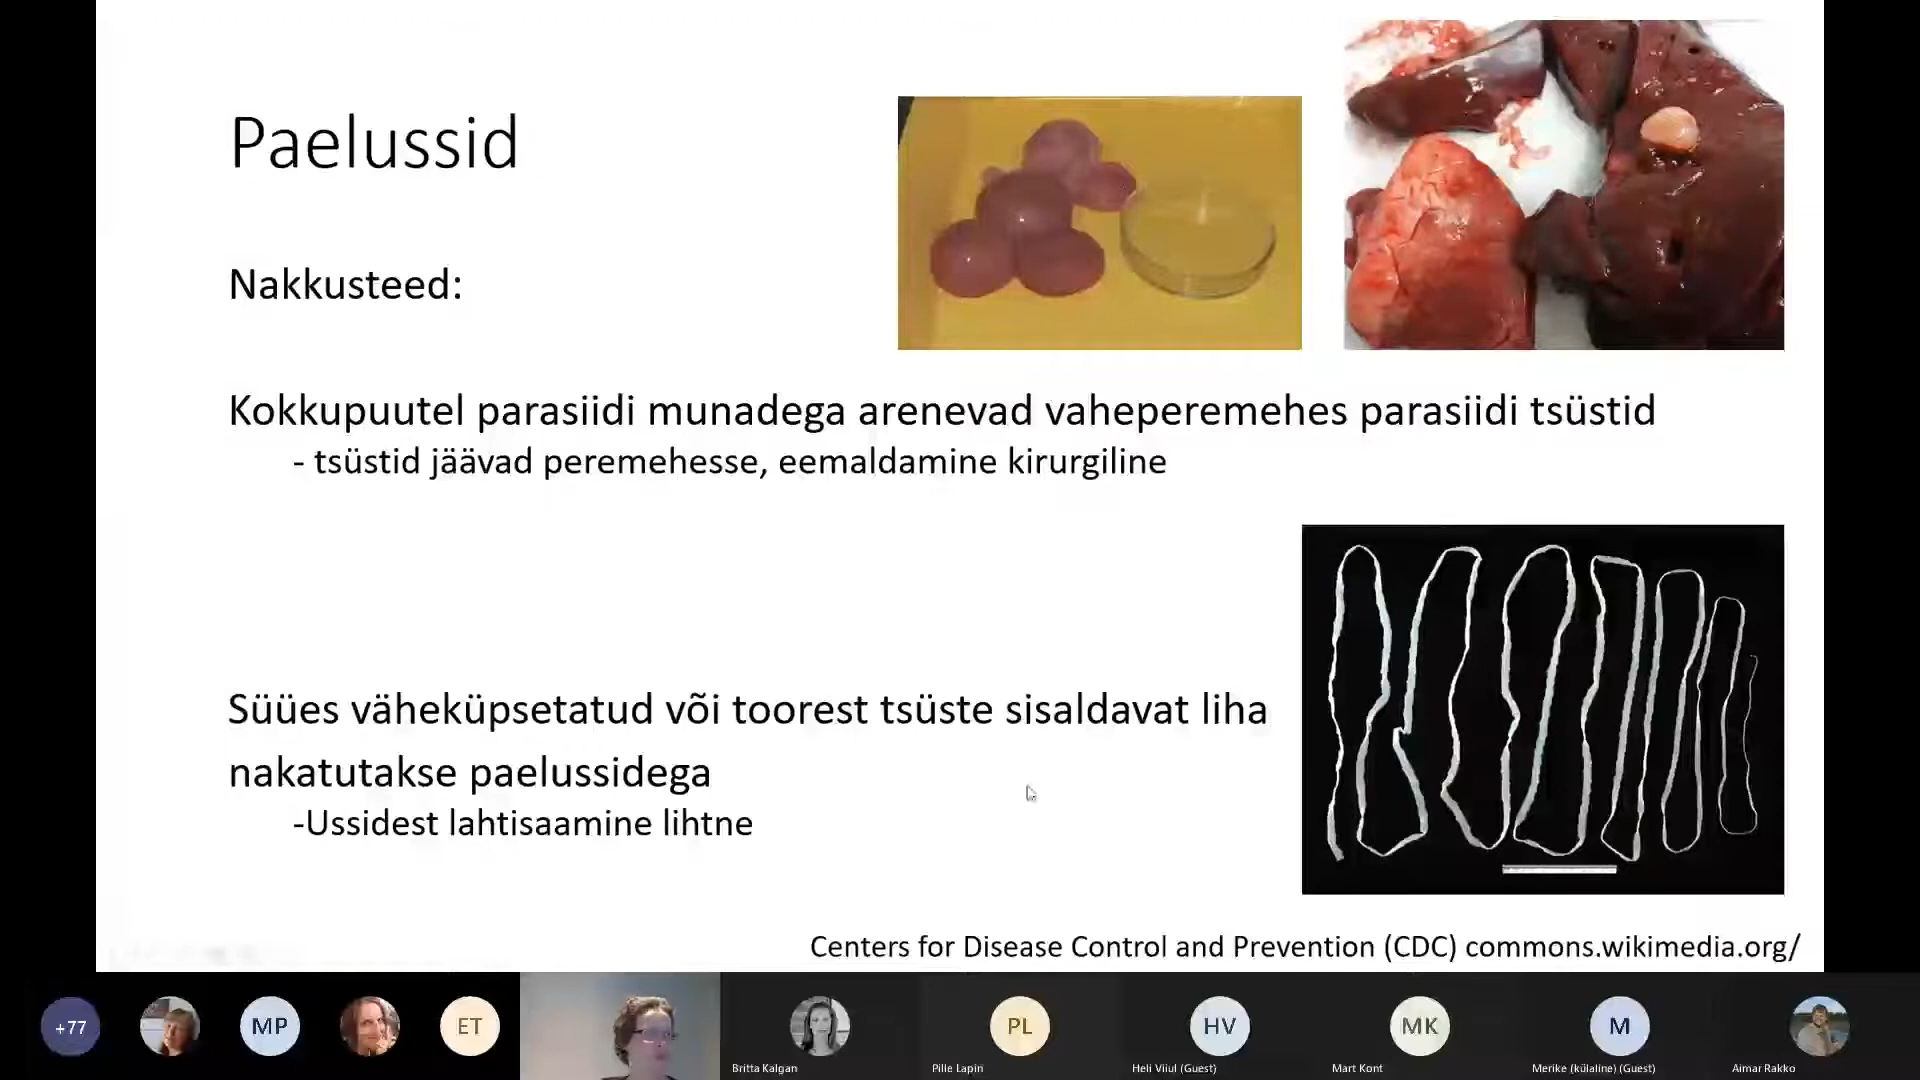 Paelussid
Nakkusteed:
Kokkupuutel parasiidi munadega arenevad vaheperemehes parasiidi tsüstid
- tsüstid jäävad peremehesse, eemaldamine kirurgiline
Süües väheküpsetatud või toorest tsüste sisaldavat liha
nakatutakse paelussidega
-Ussidest lahtisaamine lihtne
Centers for Disease Control and Prevention (CDC) commons.wikimedia.org/
+77
MP
ET
PL
HV
MK
M
Britta Kalgan
Pille Lapin
Heli Viiul (Guest)
Mart Kont
Merike (külaline) (Guest)
Aimar Rakko